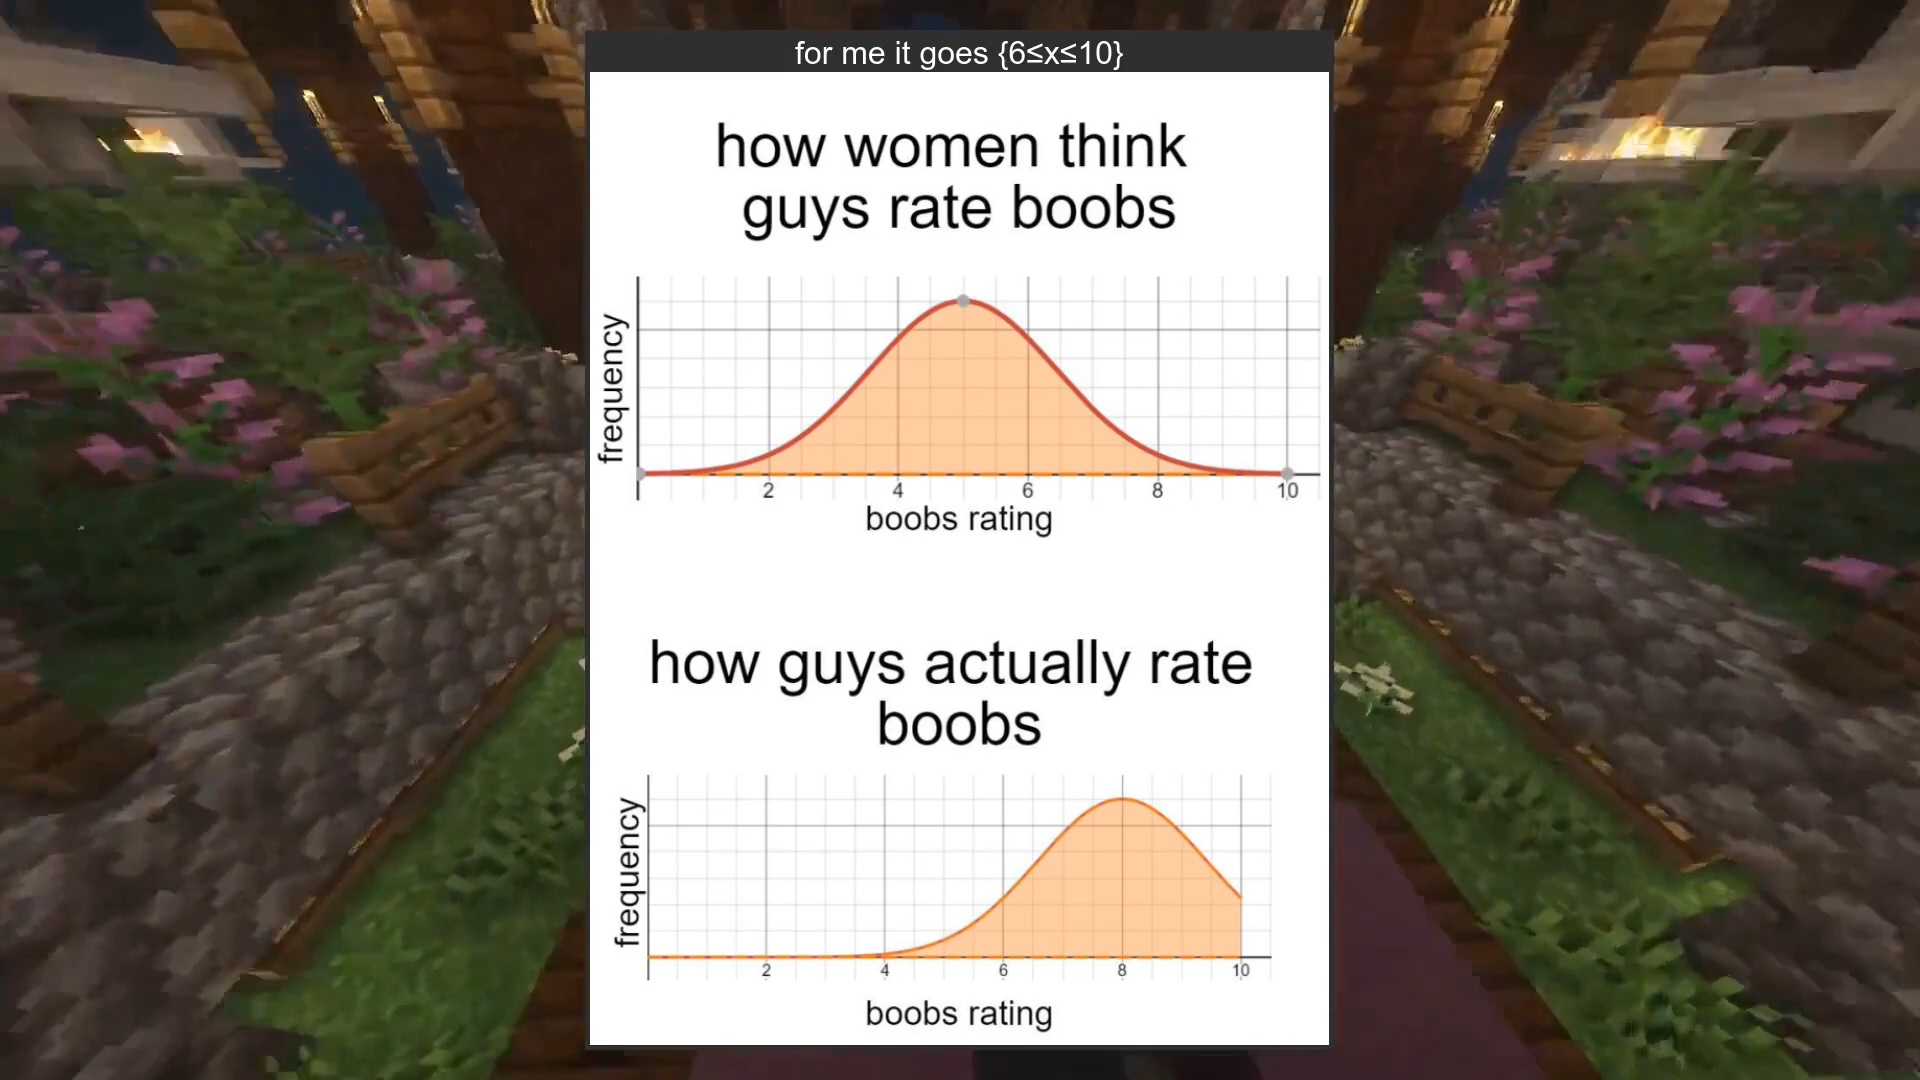 for me it goes {6≤x≤10}
how women think
guys rate boobs
frequency
2 4 6 8 10
boobs rating
how guys actually rate
boobs
frequency
2 4 6 8 10
boobs rating